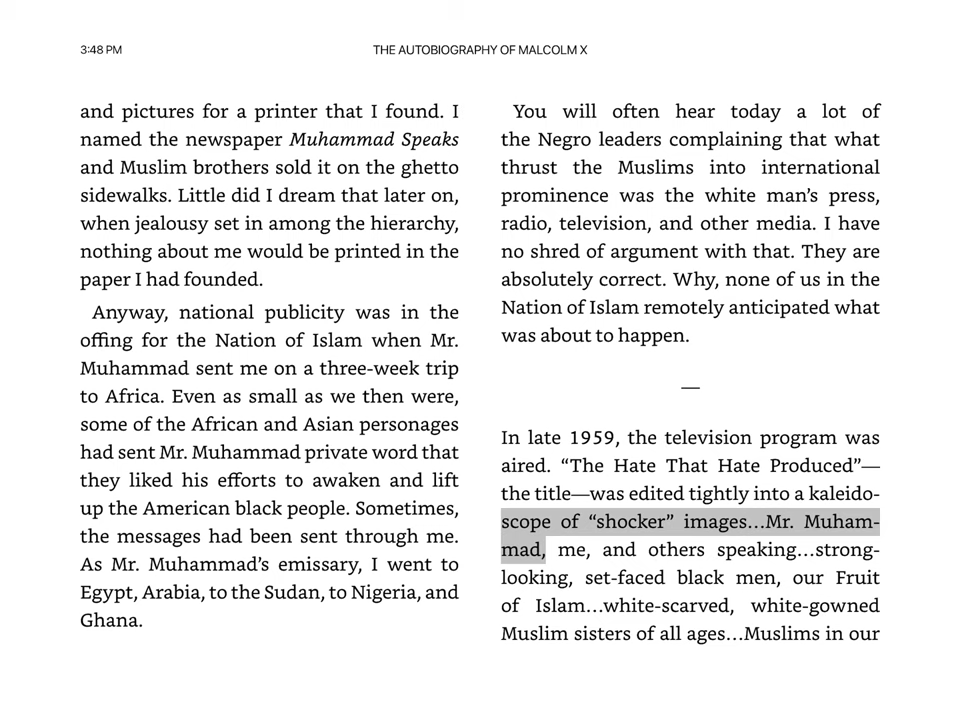 3:48 PM
THE AUTOBIOGRAPHY OF MALCOLM X
and pictures for a printer that I found. I
named the newspaper Muhammad Speaks
and Muslim brothers sold it on the ghetto
sidewalks. Little did I dream that later on,
when jealousy set in among the hierarchy,
nothing about me would be printed in the
paper I had founded.
Anyway, national publicity was in the
offing for the Nation of Islam when Mr.
Muhammad sent me on a three-week trip
to Africa. Even as small as we then were,
some of the African and Asian personages
had sent Mr. Muhammad private word that
they liked his efforts to awaken and lift
up the American black people. Sometimes,
the messages had been sent through me.
As Mr. Muhammad’s emissary, I went to
Egypt, Arabia, to the Sudan, to Nigeria, and
Ghana.
You will often hear today a lot of
the Negro leaders complaining that what
thrust the Muslims into international
prominence was the white man’s press,
radio, television, and other media. I have
no shred of argument with that. They are
absolutely correct. Why, none of us in the
Nation of Islam remotely anticipated what
was about to happen.
—
In late 1959, the television program was
aired. “The Hate That Hate Produced”—
the title—was edited tightly into a kaleido-
scope of “shocker” images…Mr. Muham-
mad, me, and others speaking…strong-
looking, set-faced black men, our Fruit
of Islam…white-scarved, white-gowned
Muslim sisters of all ages…Muslims in our